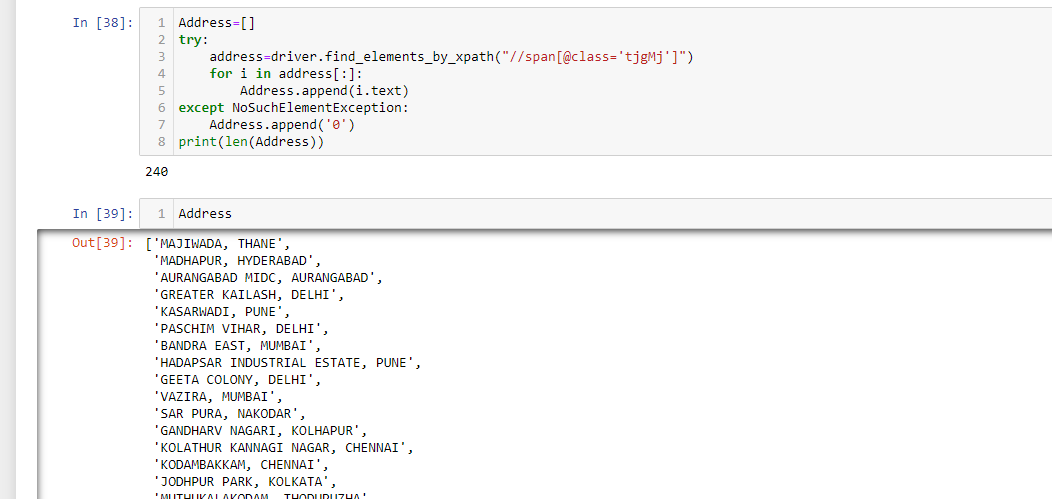 In [38]:
1 Address=[]
2 try:
3     address=driver.find_elements_by_xpath("//span[@class='tjgMj']")
4     for i in address[:]:
5         Address.append(i.text)
6 except NoSuchElementException:
7     Address.append('0')
8 print(len(Address))
240
In [39]:
1 Address
Out[39]: ['MAJIWADA, THANE',
'MADHAPUR, HYDERABAD',
'AURANGABAD MIDC, AURANGABAD',
'GREATER KAILASH, DELHI',
'KASARWADI, PUNE',
'PASCHIM VIHAR, DELHI',
'BANDRA EAST, MUMBAI',
'HADAPSAR INDUSTRIAL ESTATE, PUNE',
'GEETA COLONY, DELHI',
'VAZIRA, MUMBAI',
'SAR PURA, NAKODAR',
'GANDHARV NAGARI, KOLHAPUR',
'KOLATHUR KANNAGI NAGAR, CHENNAI',
'KODAMBAKKAM, CHENNAI',
'JODHPUR PARK, KOLKATA',
'MUTHUKALAKODAM, THODUPUZHA'